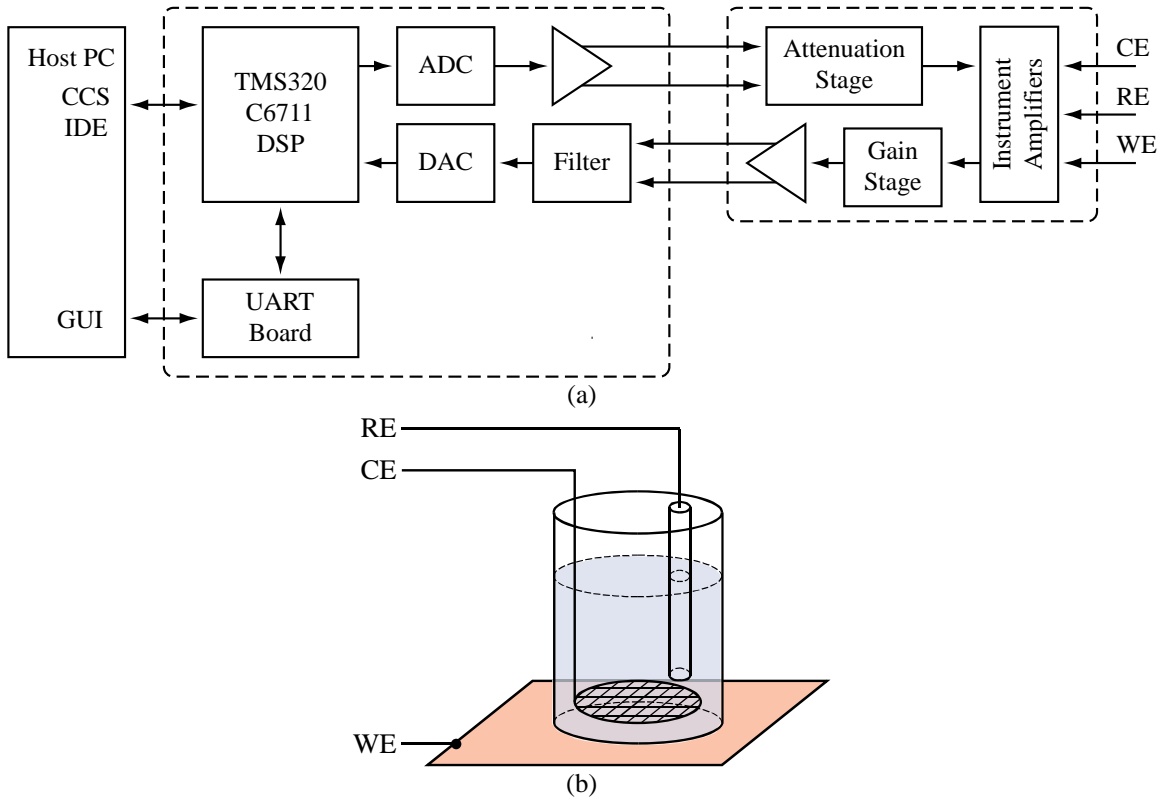 Host PC
CCS
IDE
GUI
TMS320
C6711
DSP
UART
Board
ADC
DAC
Filter
Attenuation
Stage
Gain
Stage
Instrument
Amplifiers
CE
RE
WE
(a)
RE
CE
WE
(b)